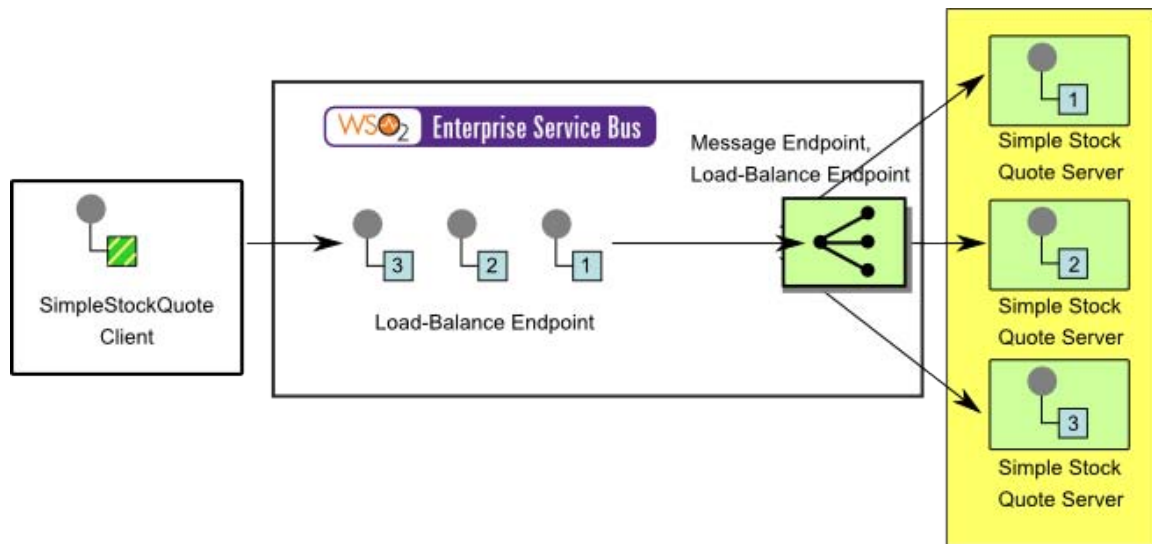 WSO2 Enterprise Service Bus
Message Endpoint,
Load-Balance Endpoint
SimpleStockQuote
Client
3 2 1
Load-Balance Endpoint
1
Simple Stock
Quote Server
2
Simple Stock
Quote Server
3
Simple Stock
Quote Server